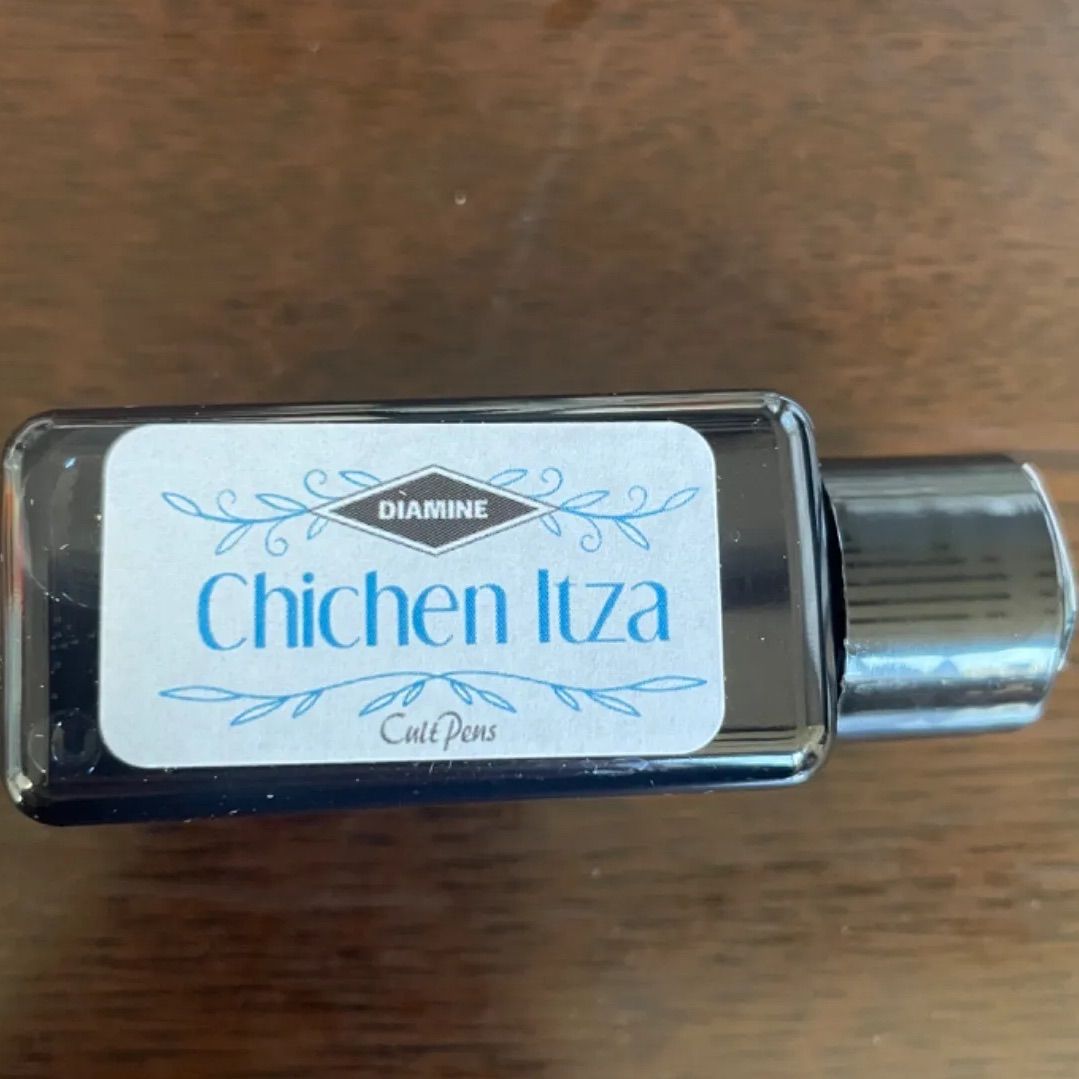 DIAMINE
Chichen Itza
Cult Pens